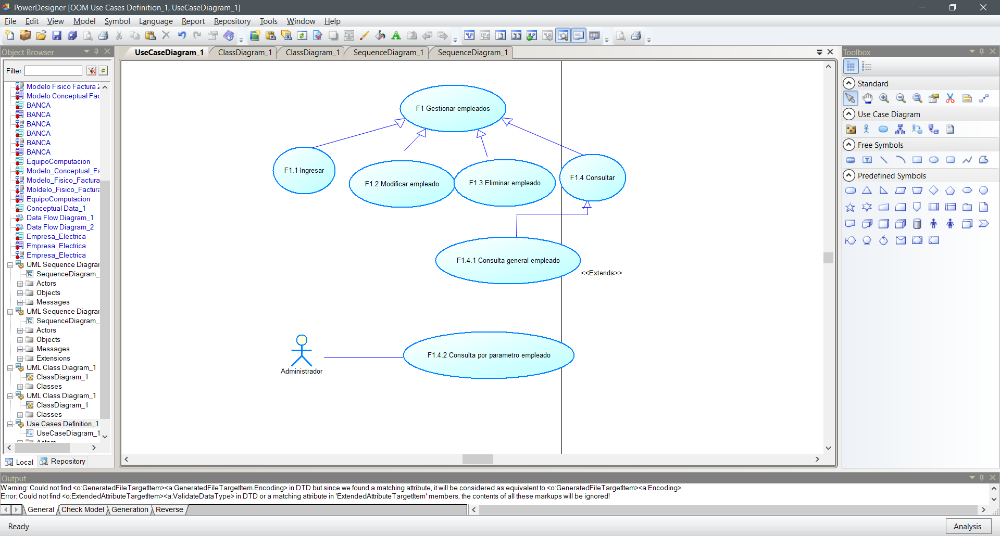 PowerDesigner [OOM Use Cases Definition_1, UseCaseDiagram_1]
File Edit View Model Symbol Language Report Repository Tools Window Help
Object Browser
UseCaseDiagram_1 ClassDiagram_1 ClassDiagram_1 SequenceDiagram_1 SequenceDiagram_1
Filter:
Modelo Fisico Factura 2
Modelo Conceptual Fac
BANCA
BANCA
BANCA
BANCA
BANCA
BANCA
EquipoComputacion
Modelo_Conceptual_Fa
Modelo_Fisico_Factura
Moldelo_Fisico_Factura
EquipoComputacion
Conceptual Data_1
Data Flow Diagram_1
Data Flow Diagram_2
Empresa_Electrica
Empresa_Electrica
Empresa_Electrica
UML Sequence Diagrar
SequenceDiagram_
Actors
Objects
Messages
UML Sequence Diagrar
SequenceDiagram_
Actors
Objects
Messages
Extensions
UML Class Diagram_1
ClassDiagram_1
Classes
UML Class Diagram_1
ClassDiagram_1
Classes
Use Cases Definition_1
UseCaseDiagram_1
Actors
Local Repository
F1 Gestionar empleados
F1.1 Ingresar
F1.2 Modificar empleado
F1.3 Eliminar empleado
F1.4 Consultar
F1.4.1 Consulta general empleado
<<Extends>>
F1.4.2 Consulta por parametro empleado
Administrador
Toolbox
Standard
Use Case Diagram
Free Symbols
Predefined Symbols
Output
Warning: Could not find <o:GeneratedFileTargetItem><a:GeneratedFileTargetItem.Encoding> in DTD but since we found a matching attribute, it will be considered as equivalent to <o:GeneratedFileTargetItem><a:Encoding>
Error: Could not find <o:ExtendedAttributeTargetItem><a:ValidateDataType> in DTD or a matching attribute in 'ExtendedAttributeTargetItem' members, the contents of all these markups will be ignored!
General Check Model Generation Reverse
Ready
Analysis